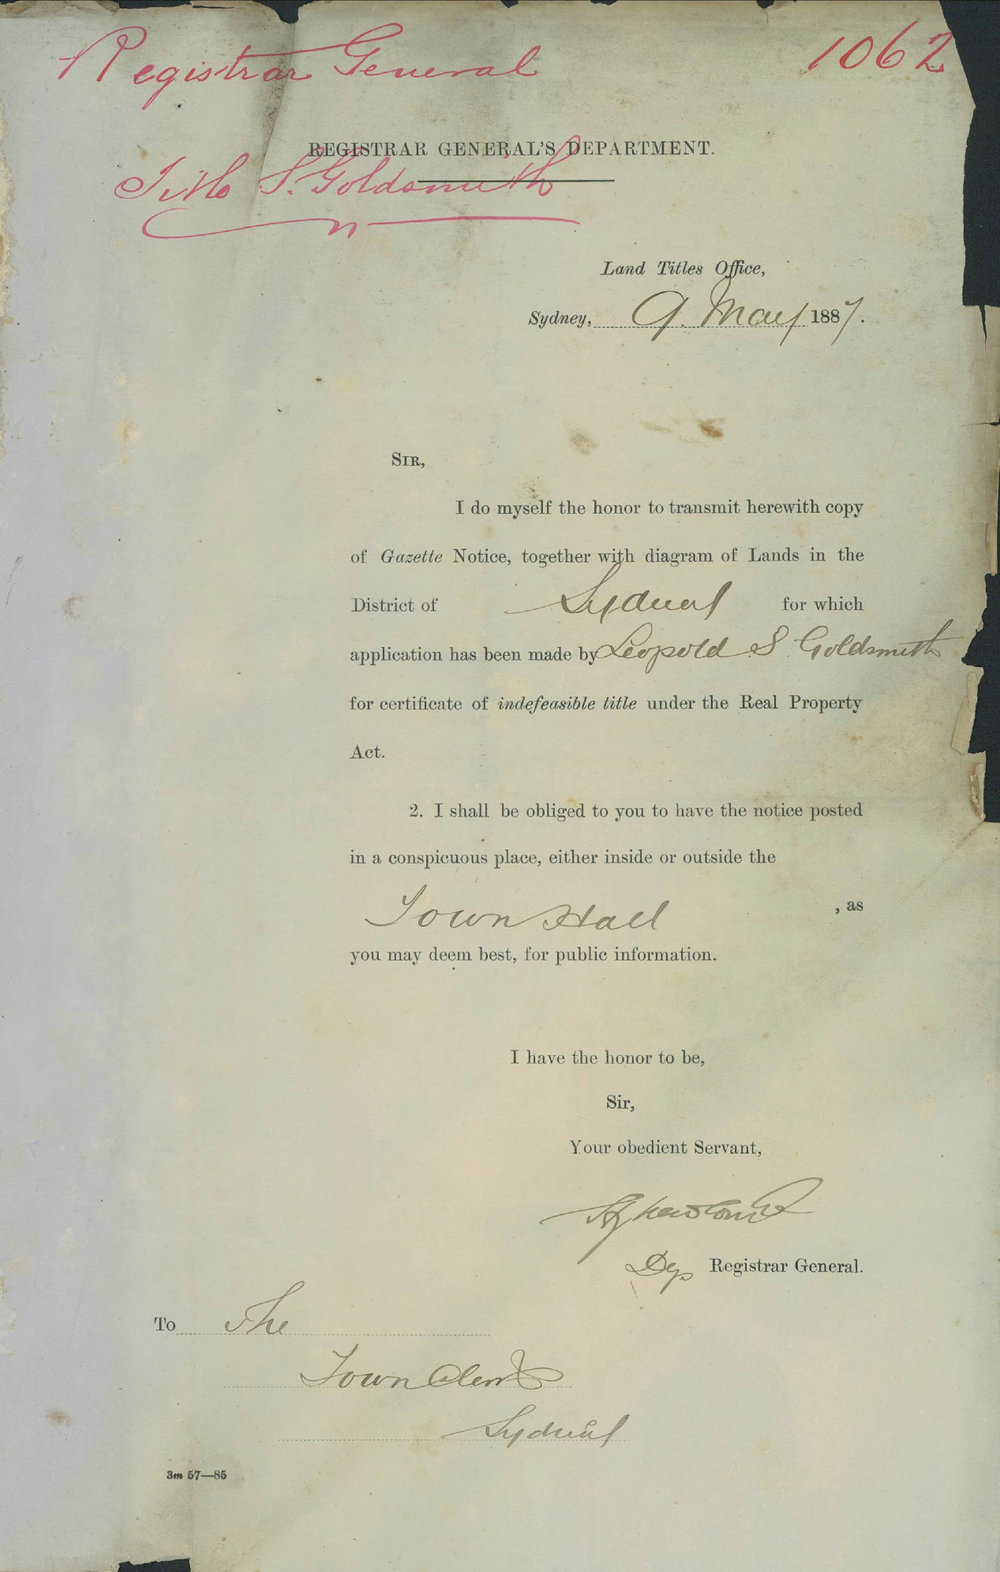 Registrar General 1062
REGISTRAR GENERAL'S DEPARTMENT.
Title S. Goldsmith
Land Titles Office,
Sydney, 9. May 1887.
SIR,
I do myself the honor to transmit herewith copy
of Gazette Notice, together with diagram of Lands in the
District of Sydney for which
application has been made by Leopold S Goldsmith
for certificate of indefeasible title under the Real Property
Act.
2. I shall be obliged to you to have the notice posted
in a conspicuous place, either inside or outside the
Town Hall , as
you may deem best, for public information.
I have the honor to be,
Sir,
Your obedient Servant,
Dep Registrar General.
To The
Town Clerk
Sydney
3m 57—85